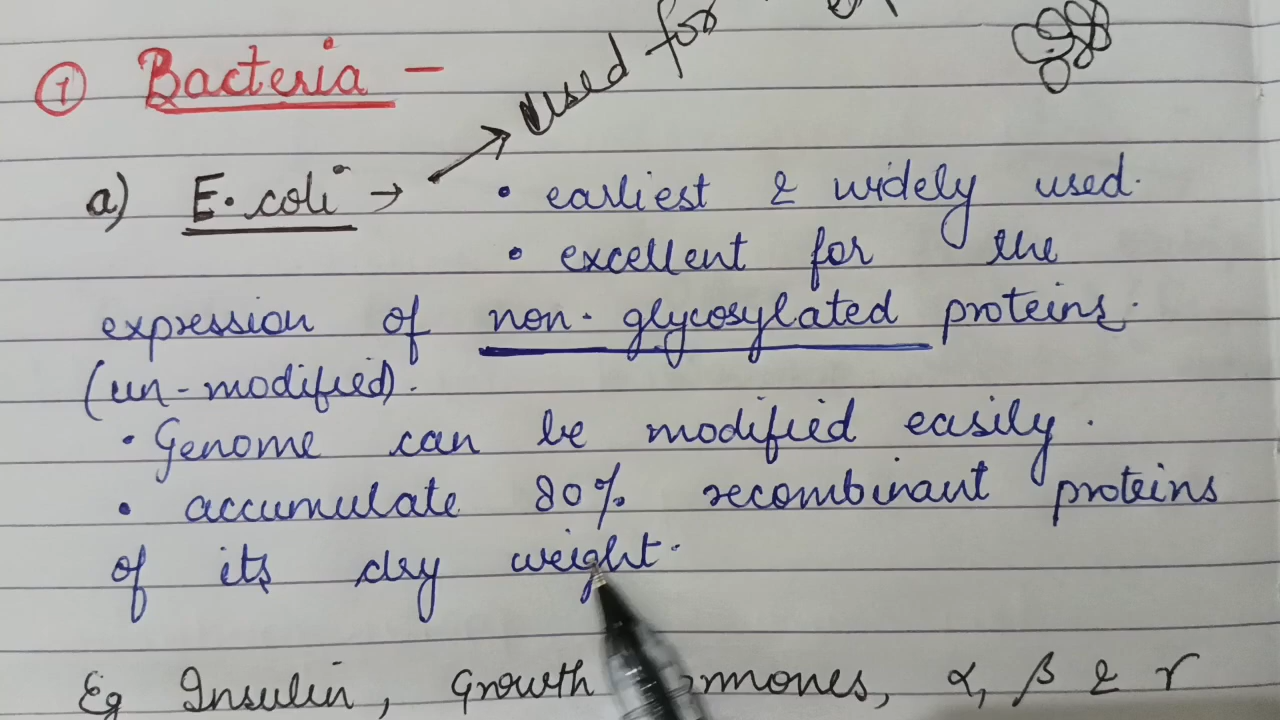 used for
① Bacteria -
a) E. coli → → • earliest & widely used.
• excellent for the
expression of non-glycosylated proteins.
(un-modified).
• Genome can be modified easily.
• accumulate 80% recombinant proteins
of its dry weight.
Eg Insulin, Growth α, β & γ